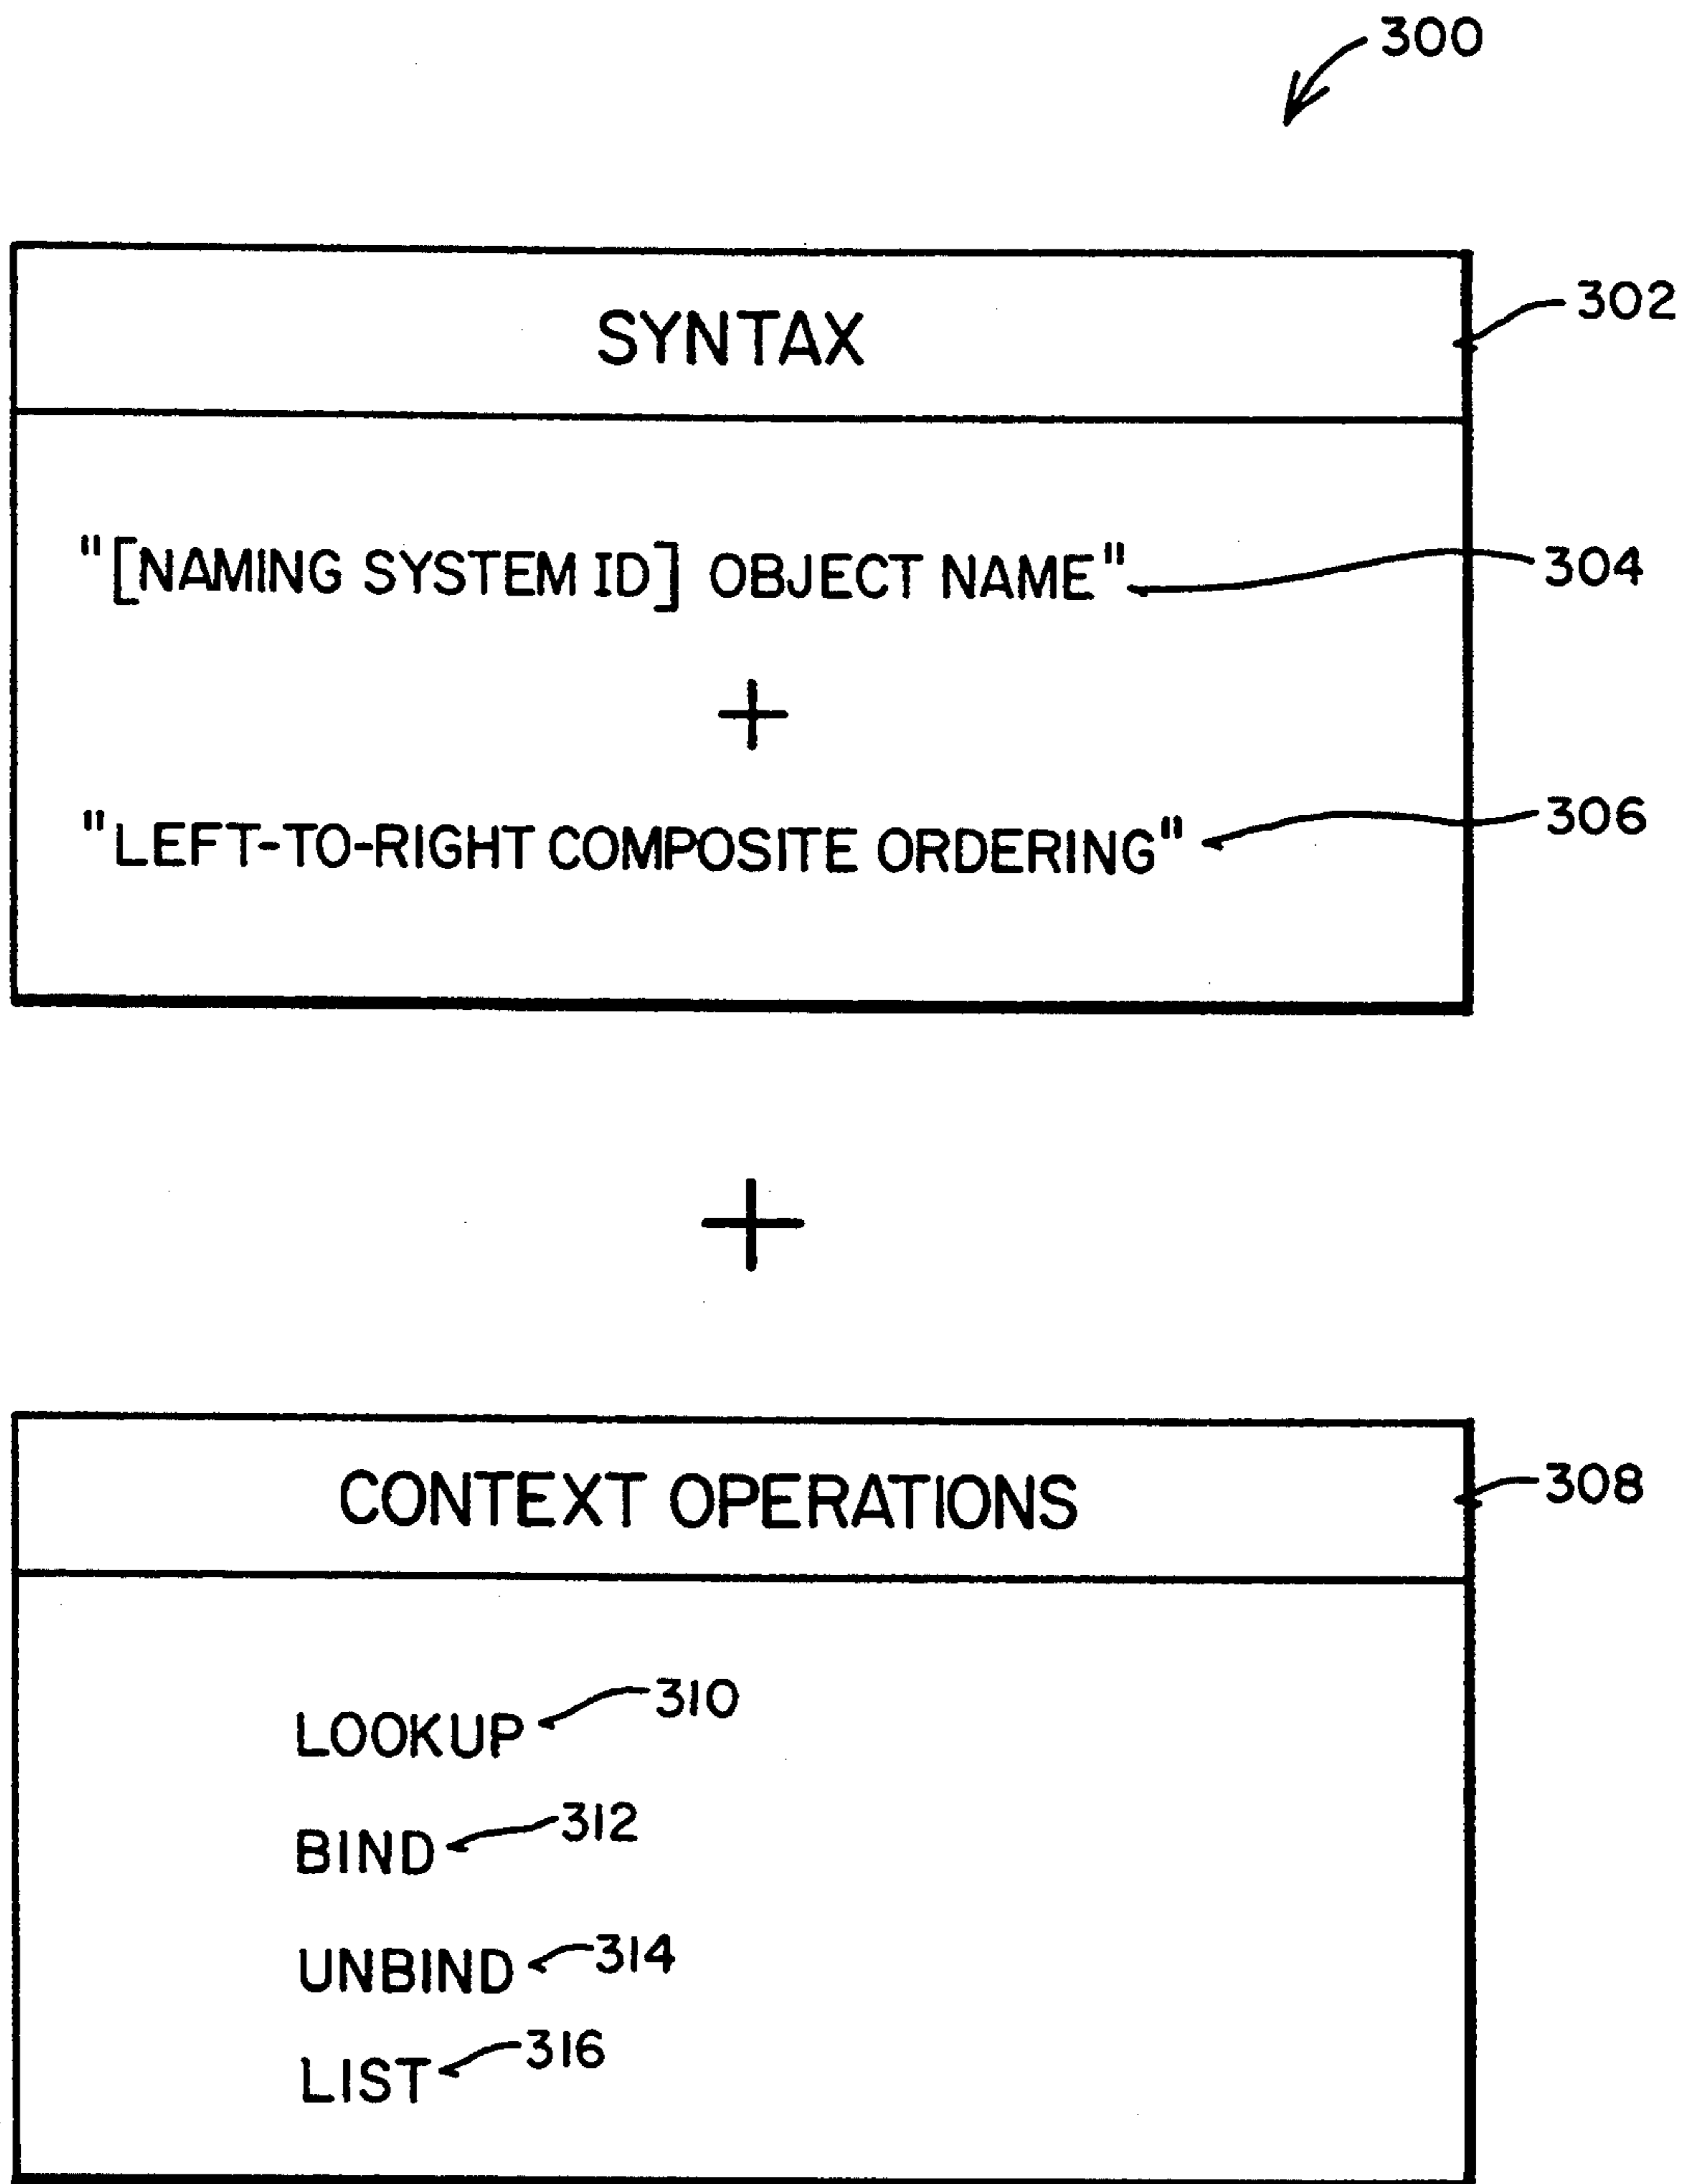 300
SYNTAX
302
"[NAMING SYSTEM ID] OBJECT NAME"
304
+
"LEFT-TO-RIGHT COMPOSITE ORDERING"
306
+
CONTEXT OPERATIONS
308
LOOKUP
310
BIND
312
UNBIND
314
LIST
316